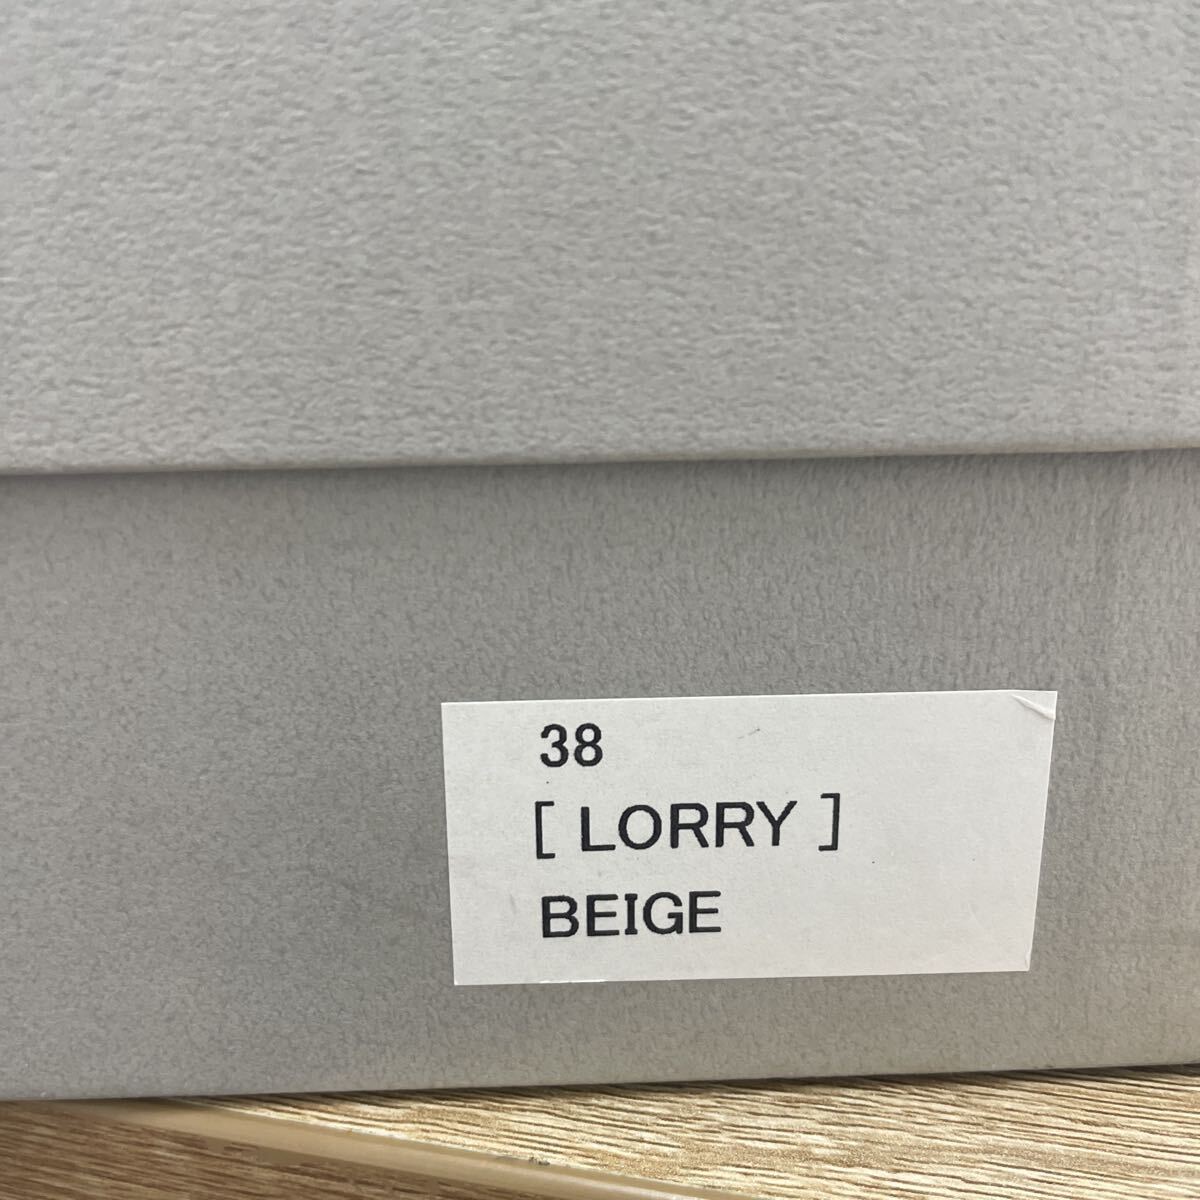 38
[ LORRY ]
BEIGE